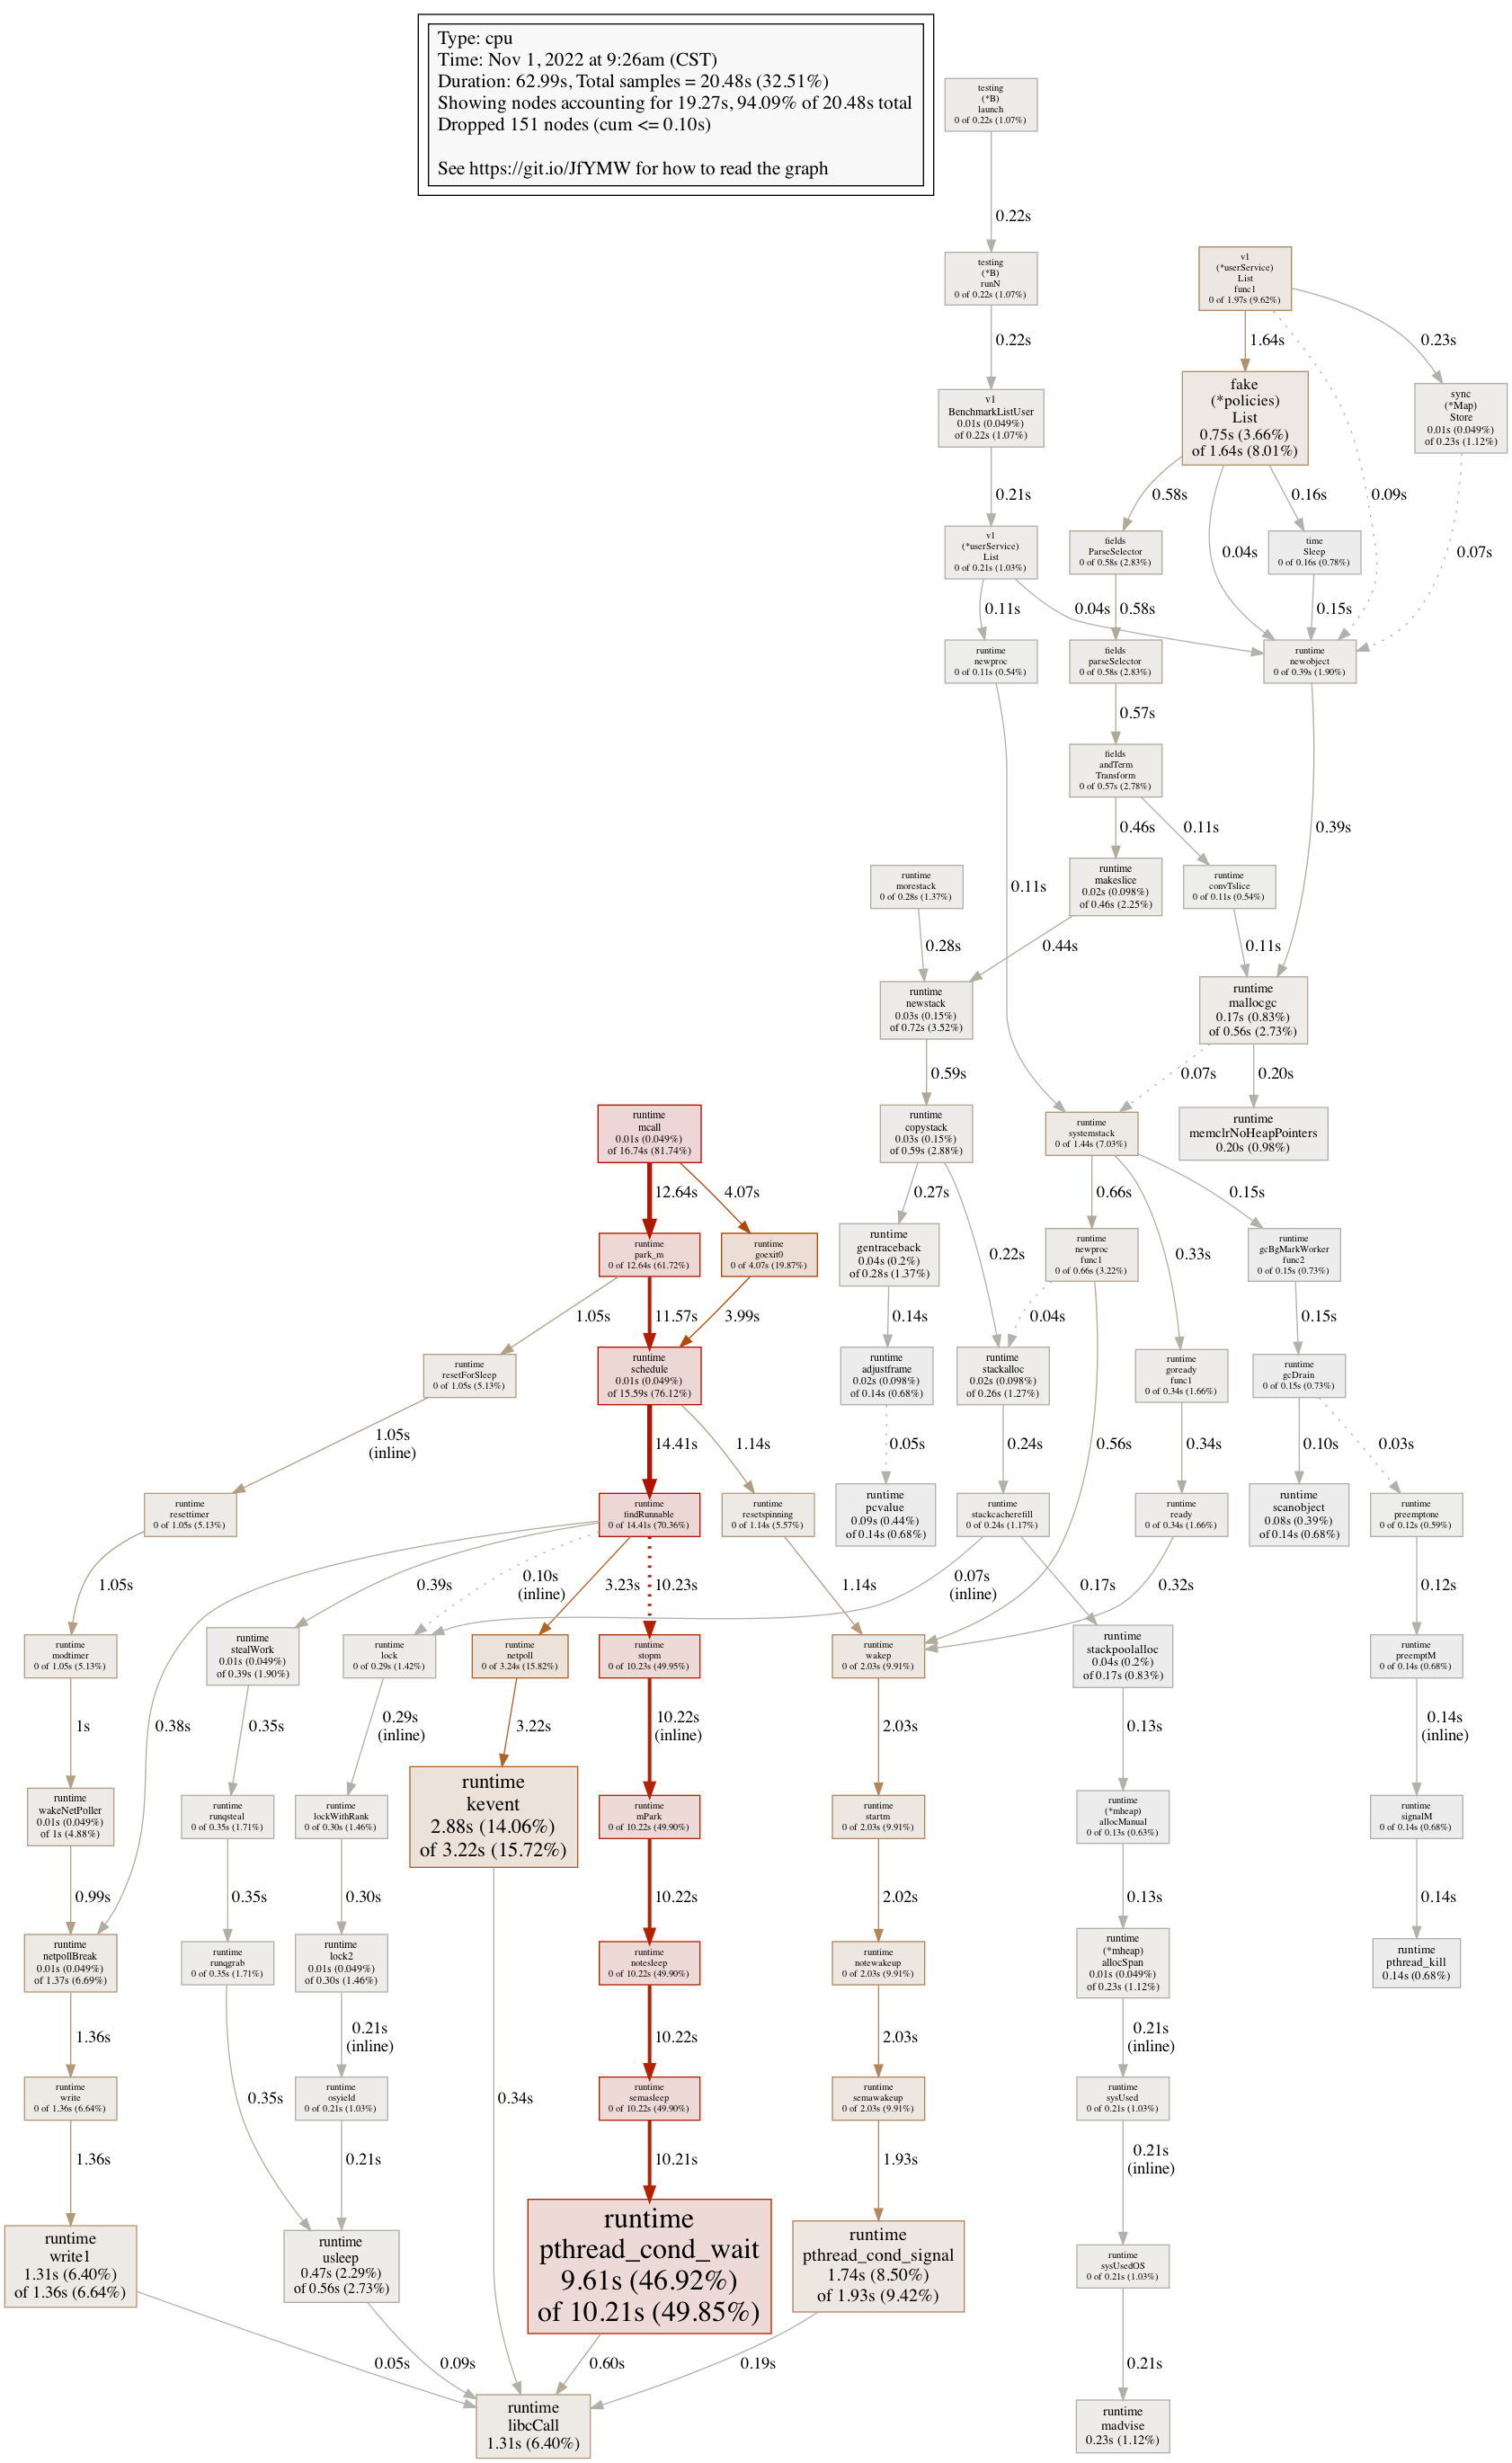 Type: cpu
Time: Nov 1, 2022 at 9:26am (CST)
Duration: 62.99s, Total samples = 20.48s (32.51%)
Showing nodes accounting for 19.27s, 94.09% of 20.48s total
Dropped 151 nodes (cum <= 0.10s)
See https://git.io/JfYMW for how to read the graph
testing
(*B)
launch
0 of 0.22s (1.07%)
0.22s
testing
(*B)
runN
0 of 0.22s (1.07%)
v1
(*userService)
List
func1
0 of 1.97s (9.62%)
0.22s
1.64s
0.23s
v1
BenchmarkListUser
0.01s (0.049%)
of 0.22s (1.07%)
fake
(*policies)
List
0.75s (3.66%)
of 1.64s (8.01%)
sync
(*Map)
Store
0.01s (0.049%)
of 0.23s (1.12%)
0.21s
0.58s
0.16s
0.09s
v1
(*userService)
List
0 of 0.21s (1.03%)
fields
ParseSelector
0 of 0.58s (2.83%)
0.04s
time
Sleep
0 of 0.16s (0.78%)
0.07s
0.11s
0.04s
0.58s
0.15s
runtime
newproc
0 of 0.11s (0.54%)
fields
parseSelector
0 of 0.58s (2.83%)
runtime
newobject
0 of 0.39s (1.90%)
0.57s
fields
andTerm
Transform
0 of 0.57s (2.78%)
0.46s
0.11s
0.39s
runtime
morestack
0 of 0.28s (1.37%)
0.11s
runtime
makeslice
0.02s (0.098%)
of 0.46s (2.25%)
runtime
convTslice
0 of 0.11s (0.54%)
0.28s
0.44s
0.11s
runtime
newstack
0.03s (0.15%)
of 0.72s (3.52%)
runtime
mallocgc
0.17s (0.83%)
of 0.56s (2.73%)
0.59s
0.07s
0.20s
runtime
mcall
0.01s (0.049%)
of 16.74s (81.74%)
runtime
copystack
0.03s (0.15%)
of 0.59s (2.88%)
runtime
systemstack
0 of 1.44s (7.03%)
runtime
memclrNoHeapPointers
0.20s (0.98%)
12.64s
4.07s
0.27s
0.66s
0.15s
runtime
park_m
0 of 12.64s (61.72%)
runtime
goexit0
0 of 4.07s (19.87%)
runtime
gentraceback
0.04s (0.2%)
of 0.28s (1.37%)
0.22s
runtime
newproc
func1
0 of 0.66s (3.22%)
0.33s
runtime
gcBgMarkWorker
func2
0 of 0.15s (0.73%)
1.05s
11.57s
3.99s
0.14s
0.04s
0.15s
runtime
resetForSleep
0 of 1.05s (5.13%)
runtime
schedule
0.01s (0.049%)
of 15.59s (76.12%)
runtime
adjustframe
0.02s (0.098%)
of 0.14s (0.68%)
runtime
stackalloc
0.02s (0.098%)
of 0.26s (1.27%)
runtime
goready
func1
0 of 0.34s (1.66%)
runtime
gcDrain
0 of 0.15s (0.73%)
1.05s
(inline)
14.41s
1.14s
0.05s
0.24s
0.56s
0.34s
0.10s
0.03s
runtime
resettimer
0 of 1.05s (5.13%)
runtime
findRunnable
0 of 14.41s (70.36%)
runtime
resetspinning
0 of 1.14s (5.57%)
runtime
pcvalue
0.09s (0.44%)
of 0.14s (0.68%)
runtime
stackcacherefill
0 of 0.24s (1.17%)
runtime
ready
0 of 0.34s (1.66%)
runtime
scanobject
0.08s (0.39%)
of 0.14s (0.68%)
runtime
preemptone
0 of 0.12s (0.59%)
1.05s
0.39s
0.10s
(inline)
3.23s
10.23s
1.14s
0.07s
(inline)
0.17s
0.32s
0.12s
runtime
modtimer
0 of 1.05s (5.13%)
runtime
stealWork
0.01s (0.049%)
of 0.39s (1.90%)
runtime
lock
0 of 0.29s (1.42%)
runtime
netpoll
0 of 3.24s (15.82%)
runtime
stopm
0 of 10.23s (49.95%)
runtime
wakep
0 of 2.03s (9.91%)
runtime
stackpoolalloc
0.04s (0.2%)
of 0.17s (0.83%)
runtime
preemptM
0 of 0.14s (0.68%)
1s
0.38s
0.35s
0.29s
(inline)
3.22s
10.22s
(inline)
2.03s
0.13s
0.14s
(inline)
runtime
wakeNetPoller
0.01s (0.049%)
of 1s (4.88%)
runtime
runqsteal
0 of 0.35s (1.71%)
runtime
lockWithRank
0 of 0.30s (1.46%)
runtime
kevent
2.88s (14.06%)
of 3.22s (15.72%)
runtime
mPark
0 of 10.22s (49.90%)
runtime
startm
0 of 2.03s (9.91%)
runtime
(*mheap)
allocManual
0 of 0.13s (0.63%)
runtime
signalM
0 of 0.14s (0.68%)
0.99s
0.35s
0.30s
10.22s
2.02s
0.13s
0.14s
runtime
netpollBreak
0.01s (0.049%)
of 1.37s (6.69%)
runtime
runqgrab
0 of 0.35s (1.71%)
runtime
lock2
0.01s (0.049%)
of 0.30s (1.46%)
runtime
notesleep
0 of 10.22s (49.90%)
runtime
notewakeup
0 of 2.03s (9.91%)
runtime
(*mheap)
allocSpan
0.01s (0.049%)
of 0.23s (1.12%)
runtime
pthread_kill
0.14s (0.68%)
1.36s
0.21s
(inline)
10.22s
2.03s
0.21s
(inline)
runtime
write
0 of 1.36s (6.64%)
0.35s
runtime
osyield
0 of 0.21s (1.03%)
0.34s
runtime
semasleep
0 of 10.22s (49.90%)
runtime
semawakeup
0 of 2.03s (9.91%)
runtime
sysUsed
0 of 0.21s (1.03%)
1.36s
0.21s
10.21s
1.93s
0.21s
(inline)
runtime
write1
1.31s (6.40%)
of 1.36s (6.64%)
runtime
usleep
0.47s (2.29%)
of 0.56s (2.73%)
runtime
pthread_cond_wait
9.61s (46.92%)
of 10.21s (49.85%)
runtime
pthread_cond_signal
1.74s (8.50%)
of 1.93s (9.42%)
runtime
sysUsedOS
0 of 0.21s (1.03%)
0.05s
0.09s
0.60s
0.19s
0.21s
runtime
libcCall
1.31s (6.40%)
runtime
madvise
0.23s (1.12%)